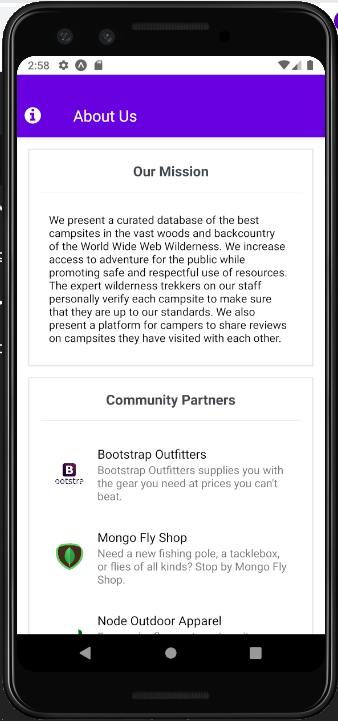 2:58
About Us
Our Mission
We present a curated database of the best
campsites in the vast woods and backcountry
of the World Wide Web Wilderness. We increase
access to adventure for the public while
promoting safe and respectful use of resources.
The expert wilderness trekkers on our staff
personally verify each campsite to make sure
that they are up to our standards. We also
present a platform for campers to share reviews
on campsites they have visited with each other.
Community Partners
B
ootstra
Bootstrap Outfitters
Bootstrap Outfitters supplies you with
the gear you need at prices you can't
beat.
Mongo Fly Shop
Need a new fishing pole, a tacklebox,
or flies of all kinds? Stop by Mongo Fly
Shop.
Node Outdoor Apparel